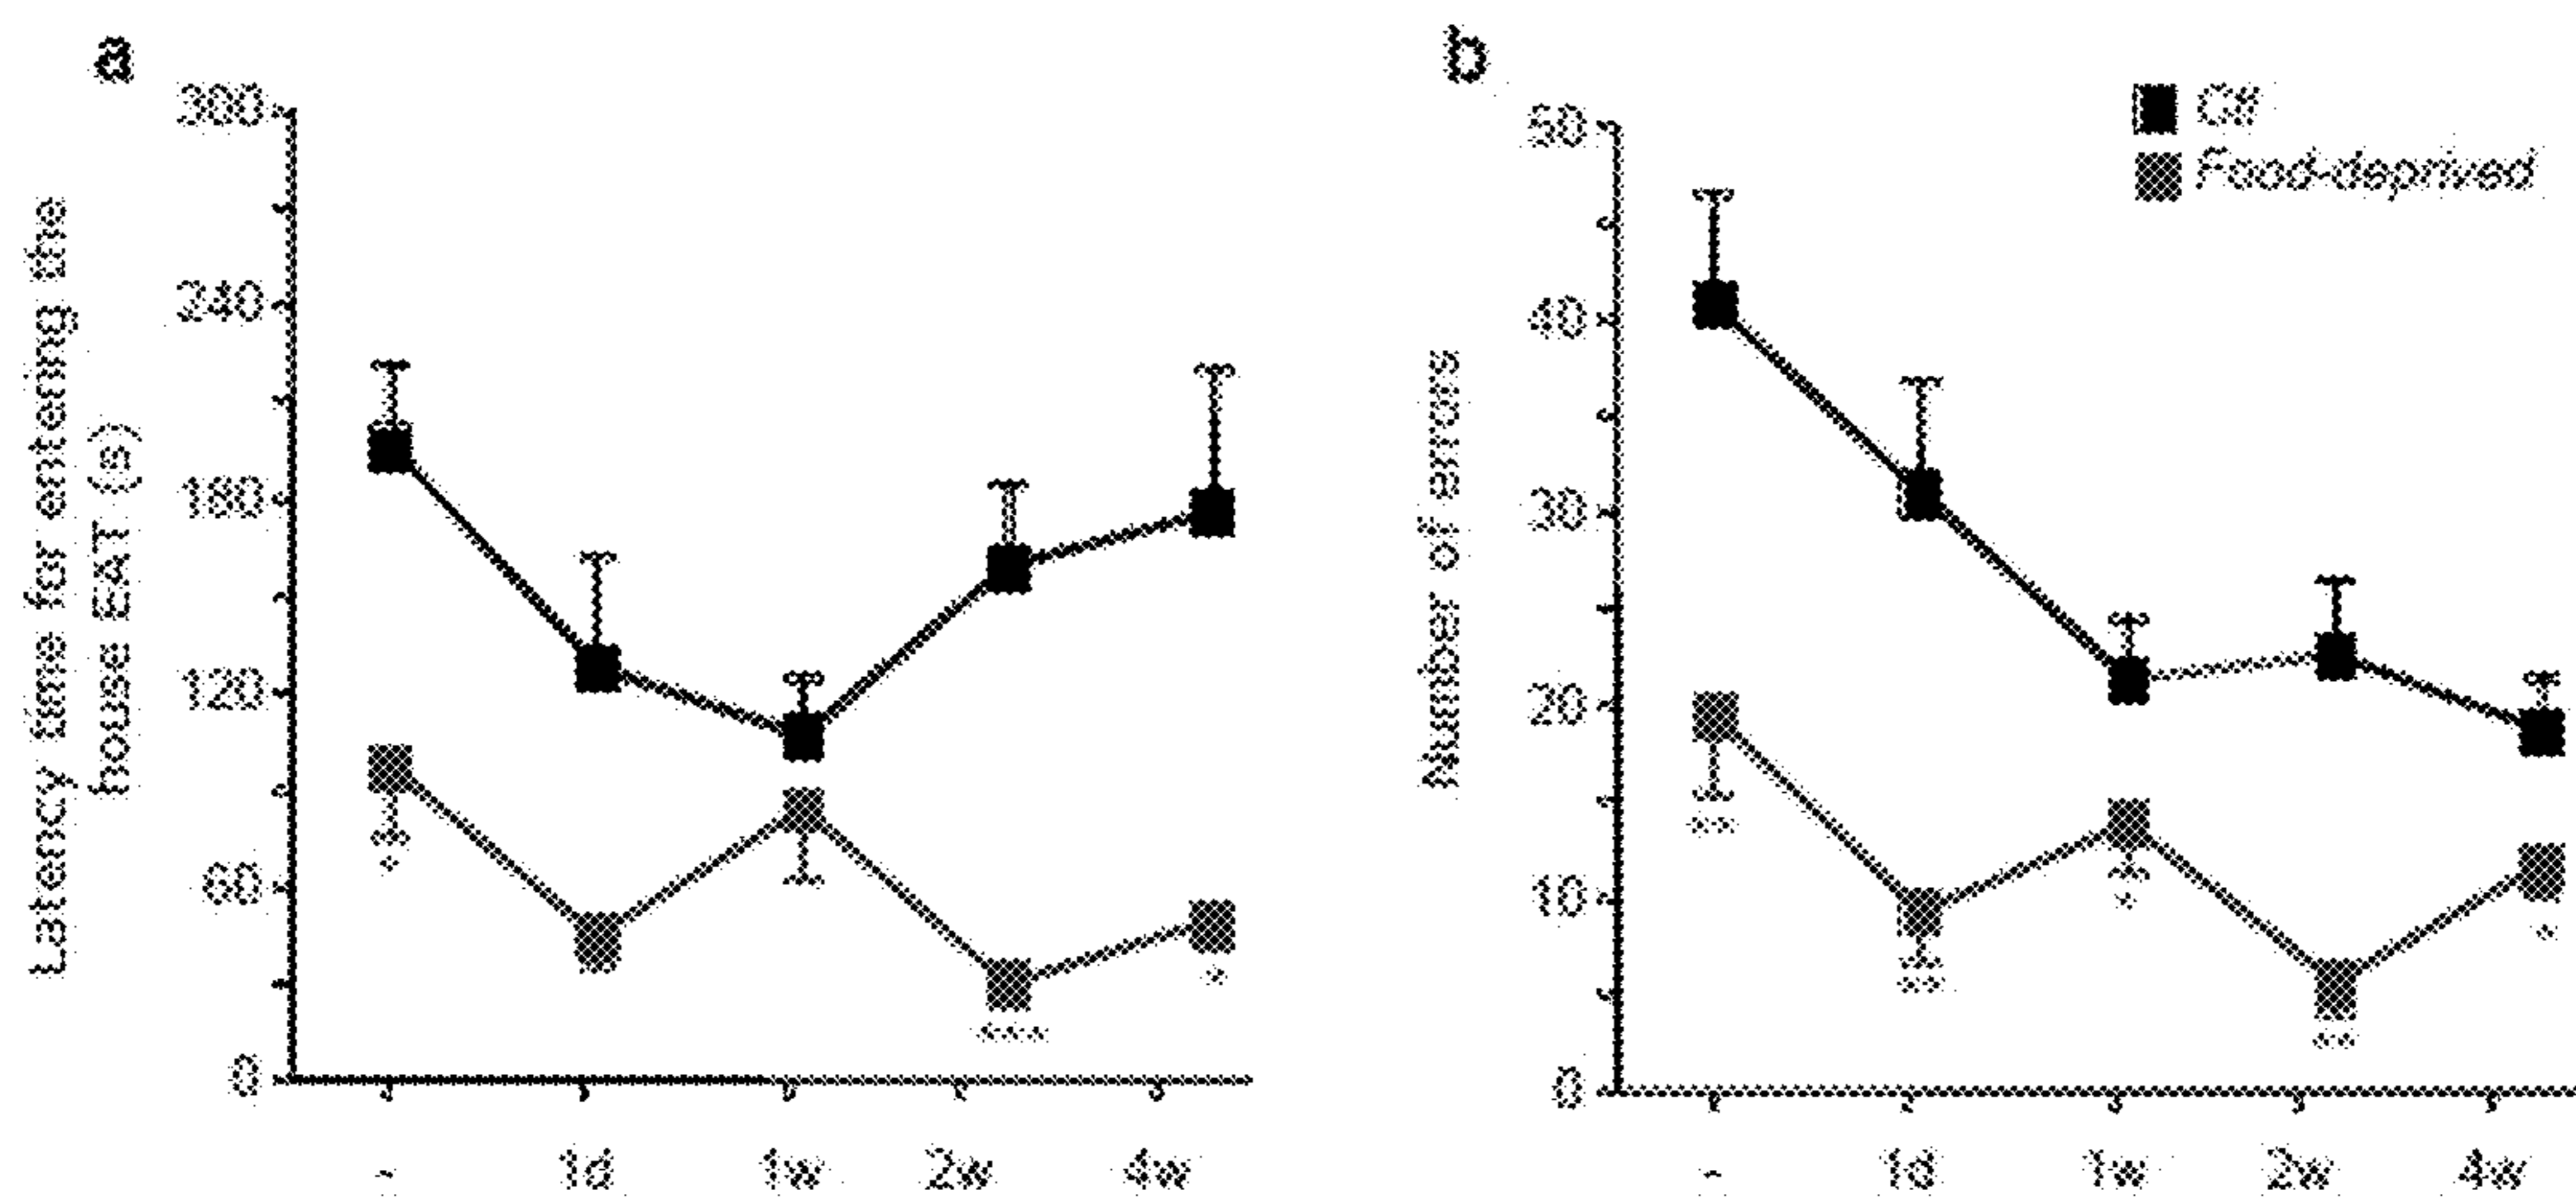 a
300
240
180
120
60
0
Latency time for entering the
house EAT (s)
- 1d 1w 2w 4w
b
50
40
30
20
10
0
Number of errors
Ctl
Food-deprived
- 1d 1w 2w 4w